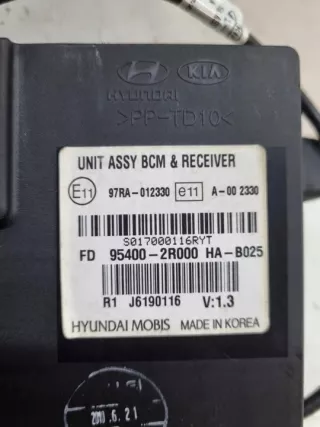 HYUNDAI KIA
>PP-TD10<
UNIT ASSY BCM & RECEIVER
E11 97RA-012330 e11 A-00 2330
S017000116RYT
FD 95400-2R000 HA-B025
R1 J6190116 V:1.3
HYUNDAI MOBIS MADE IN KOREA
2010.6.21